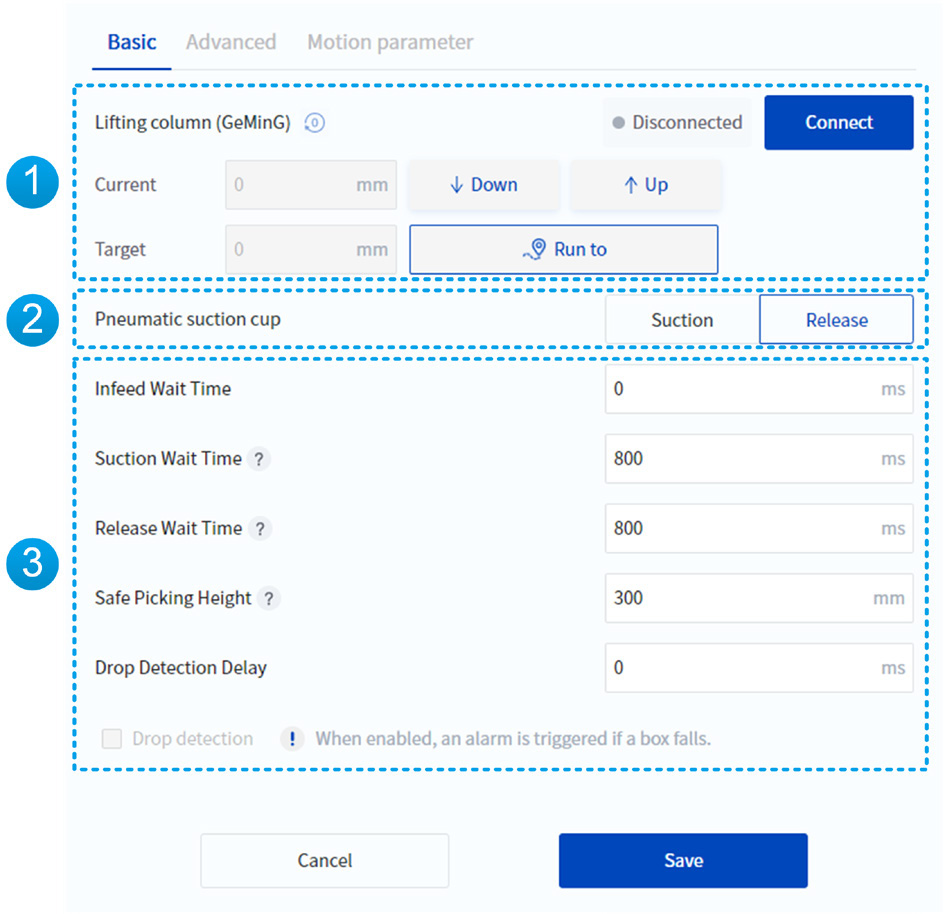 Basic Advanced Motion parameter
1
Lifting column (GeMinG) 0 Disconnected Connect
Current 0 mm ↓ Down ↑ Up
Target 0 mm Run to
2
Pneumatic suction cup Suction Release
3
Infeed Wait Time 0 ms
Suction Wait Time ? 800 ms
Release Wait Time ? 800 ms
Safe Picking Height ? 300 mm
Drop Detection Delay 0 ms
Drop detection ! When enabled, an alarm is triggered if a box falls.
Cancel Save